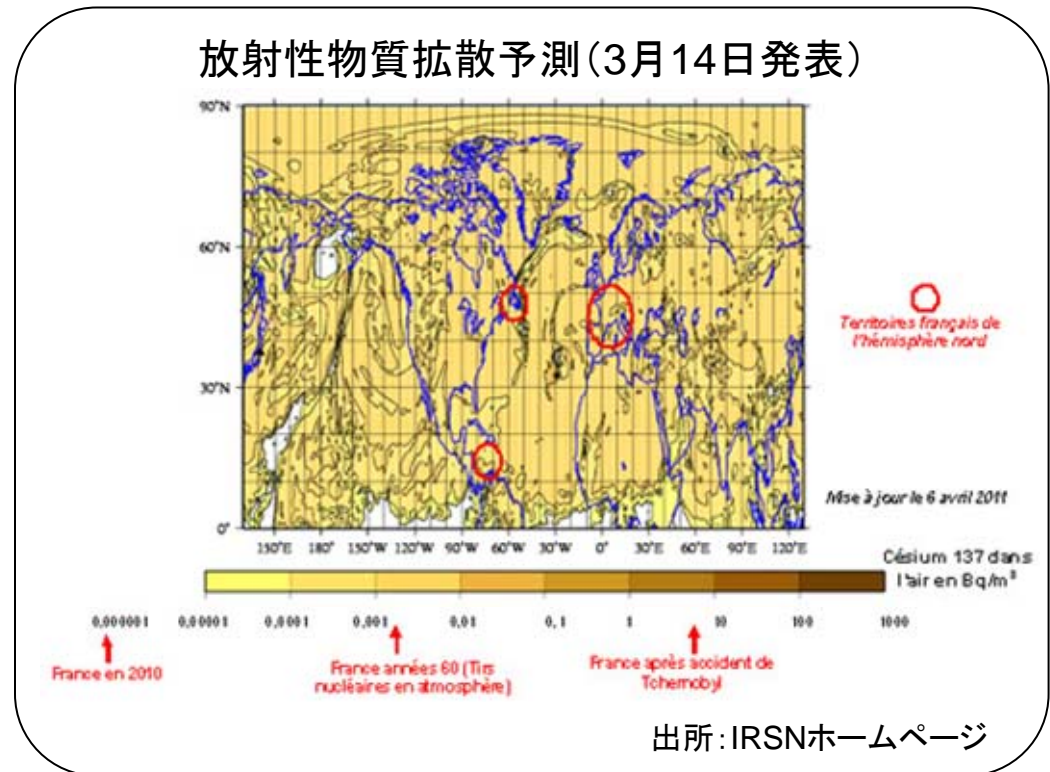 放射性物質拡散予測(3月14日発表)
90°N
60°N
30°N
0°
150°E 180° 150°W 120°W 90°W 60°W 30°W 0° 30°E 60°E 90°E 120°E
Territoires français de
l'hémisphère nord
Mise à jour le 6 avril 2011
Césium 137 dans
l'air en Bq/m³
0,000001 0,00001 0,0001 0,001 0,01 0,1 1 10 100 1000
France en 2010
France années 60 (Tirs
nucléaires en atmosphère)
France après accident de
Tchernobyl
出所:IRSNホームページ